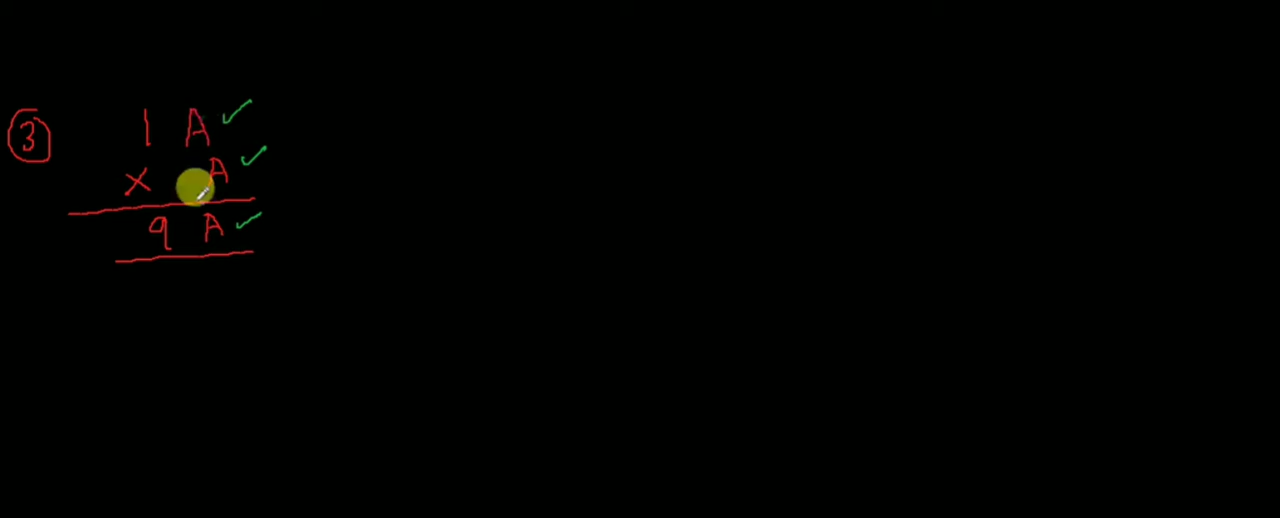 3 1 A ✓
× A ✓
9 A ✓